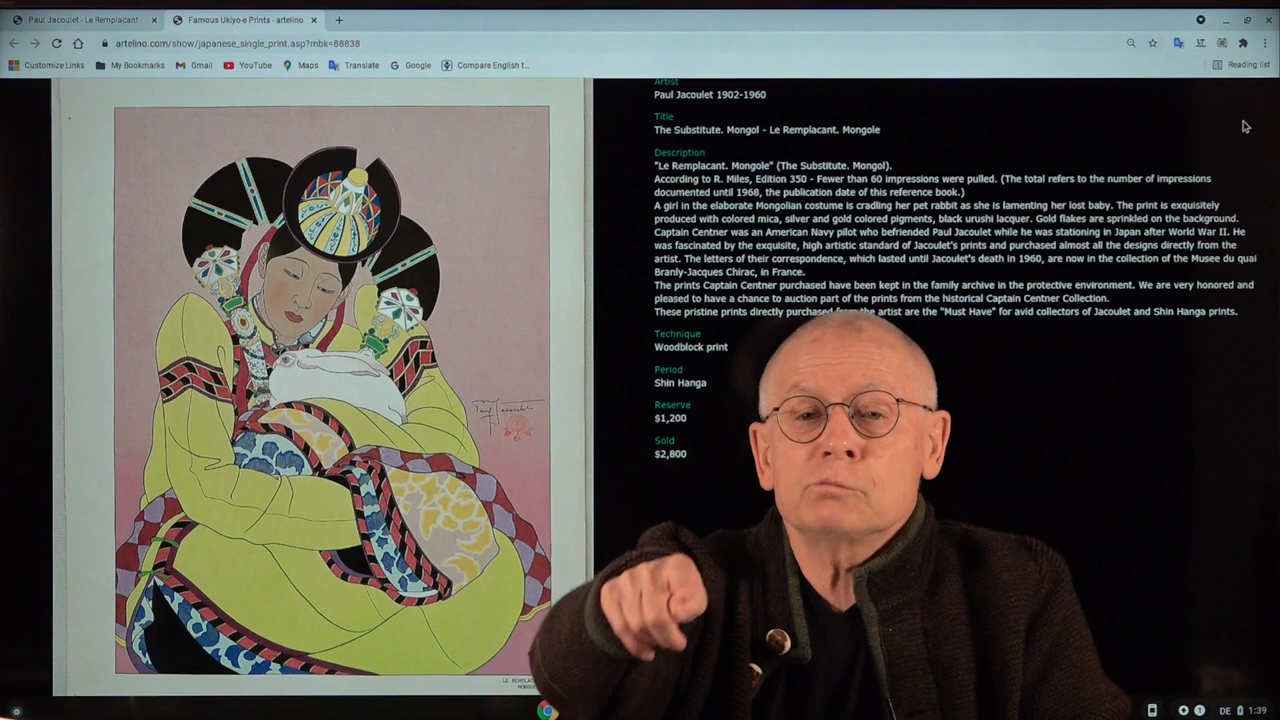 Paul Jacoulet - Le Remplacant
Famous Ukiyo-e Prints - artelino
artelino.com/show/japanese_single_print.asp?mbk=88838
Customize Links
My Bookmarks
Gmail
YouTube
Maps
Translate
Google
Compare English t...
Reading list
Artist
Paul Jacoulet 1902-1960
Title
The Substitute. Mongol - Le Remplacant. Mongole
Description
"Le Remplacant. Mongole" (The Substitute. Mongol).
According to R. Miles, Edition 350 - Fewer than 60 impressions were pulled. (The total refers to the number of impressions
documented until 1968, the publication date of this reference book.)
A girl in the elaborate Mongolian costume is cradling her pet rabbit as she is lamenting her lost baby. The print is exquisitely
produced with colored mica, silver and gold colored pigments, black urushi lacquer. Gold flakes are sprinkled on the background.
Captain Centner was an American Navy pilot who befriended Paul Jacoulet while he was stationing in Japan after World War II. He
was fascinated by the exquisite, high artistic standard of Jacoulet's prints and purchased almost all the designs directly from the
artist. The letters of their correspondence, which lasted until Jacoulet's death in 1960, are now in the collection of the Musee du quai
Branly-Jacques Chirac, in France.
The prints Captain Centner purchased have been kept in the family archive in the protective environment. We are very honored and
pleased to have a chance to auction part of the prints from the historical Captain Centner Collection.
These pristine prints directly purchased from the artist are the "Must Have" for avid collectors of Jacoulet and Shin Hanga prints.
Technique
Woodblock print
Period
Shin Hanga
Reserve
$1,200
Sold
$2,800
Paul Jacoulet
LE REMPLA
MONGO
DE 1:39